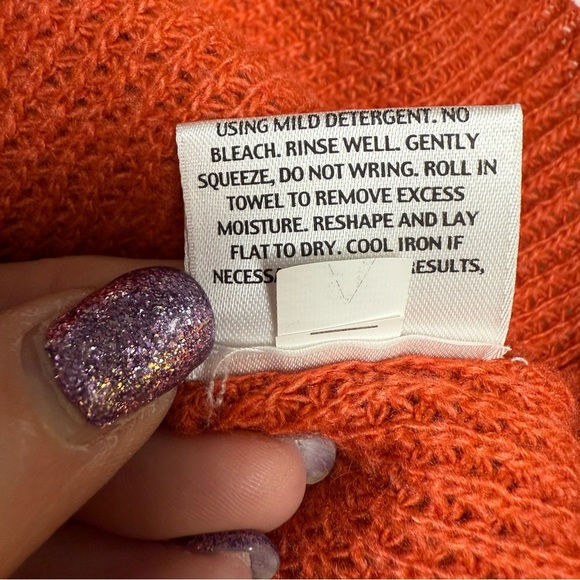 USING MILD DETERGENT. NO
BLEACH. RINSE WELL. GENTLY
SQUEEZE, DO NOT WRING. ROLL IN
TOWEL TO REMOVE EXCESS
MOISTURE. RESHAPE AND LAY
FLAT TO DRY. COOL IRON IF